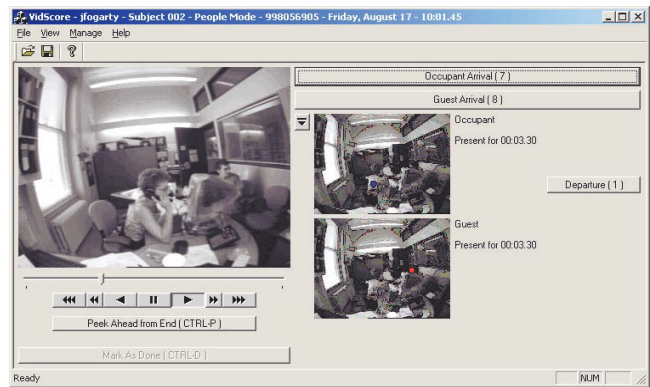 VidScore - jfogarty - Subject 002 - People Mode - 998056905 - Friday, August 17 - 10:01.45
File View Manage Help
Occupant Arrival ( 7 )
Guest Arrival ( 8 )
Occupant
Present for 00:03.30
Departure ( 1 )
Guest
Present for 00:03.30
Peek Ahead from End ( CTRL-P )
Mark As Done ( CTRL-D )
Ready
NUM